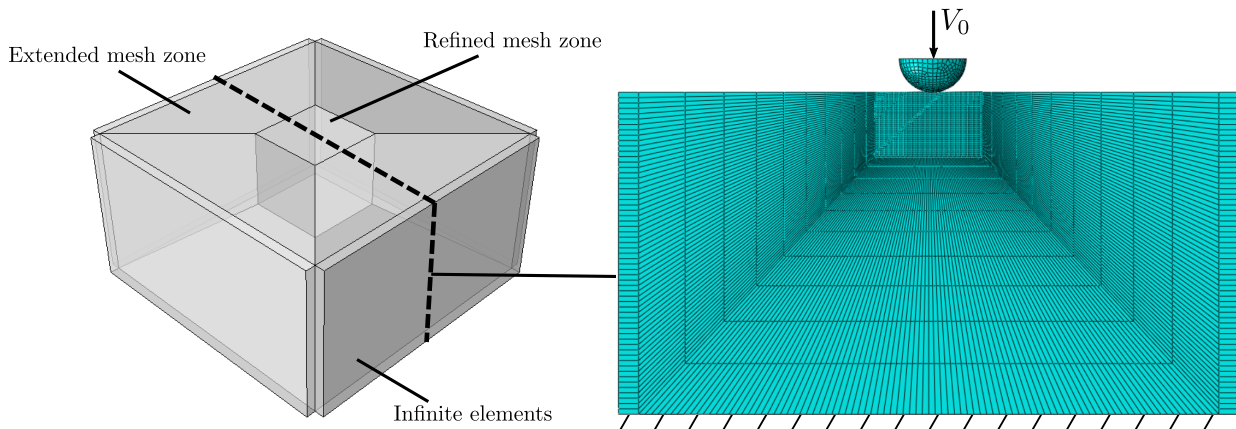 Extended mesh zone
Refined mesh zone
Infinite elements
V₀